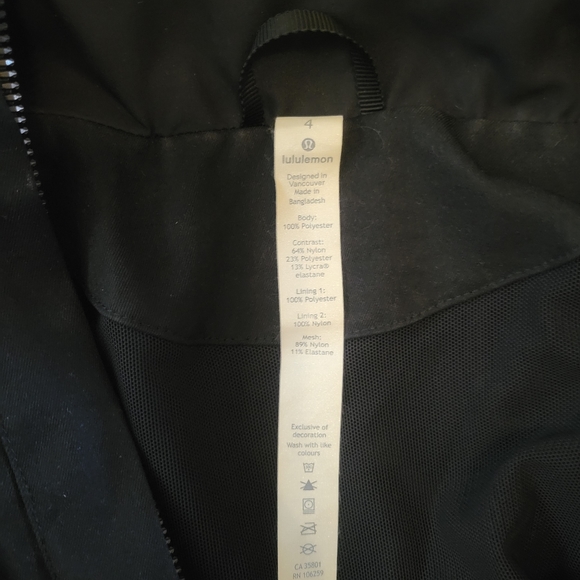 4
lululemon
Designed in
Vancouver
Made in
Bangladesh
Body:
100% Polyester
Contrast:
64% Nylon
23% Polyester
13% Lycra®
elastane
Lining 1:
100% Polyester
Lining 2:
100% Nylon
Mesh:
89% Nylon
11% Elastane
Exclusive of
decoration
Wash with like
colours
CA 35801
RN 106259